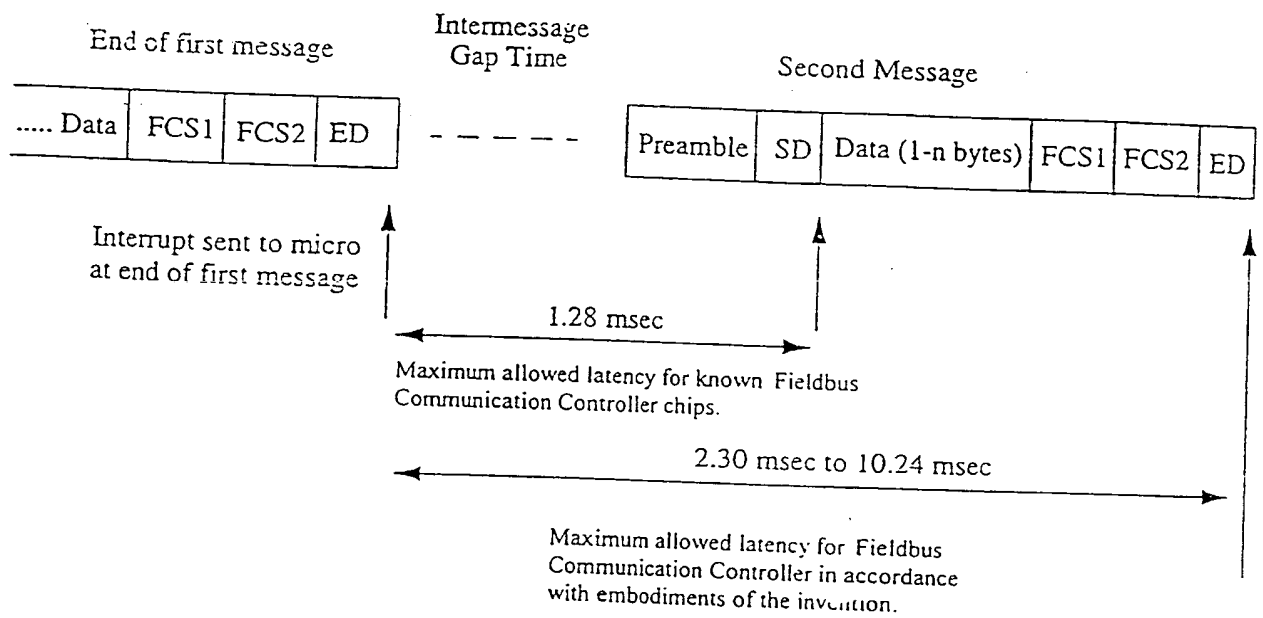 End of first message
Intermessage
Gap Time
Second Message
..... Data FCS1 FCS2 ED
Preamble SD Data (1-n bytes) FCS1 FCS2 ED
Interrupt sent to micro
at end of first message
1.28 msec
Maximum allowed latency for known Fieldbus
Communication Controller chips.
2.30 msec to 10.24 msec
Maximum allowed latency for Fieldbus
Communication Controller in accordance
with embodiments of the invention.